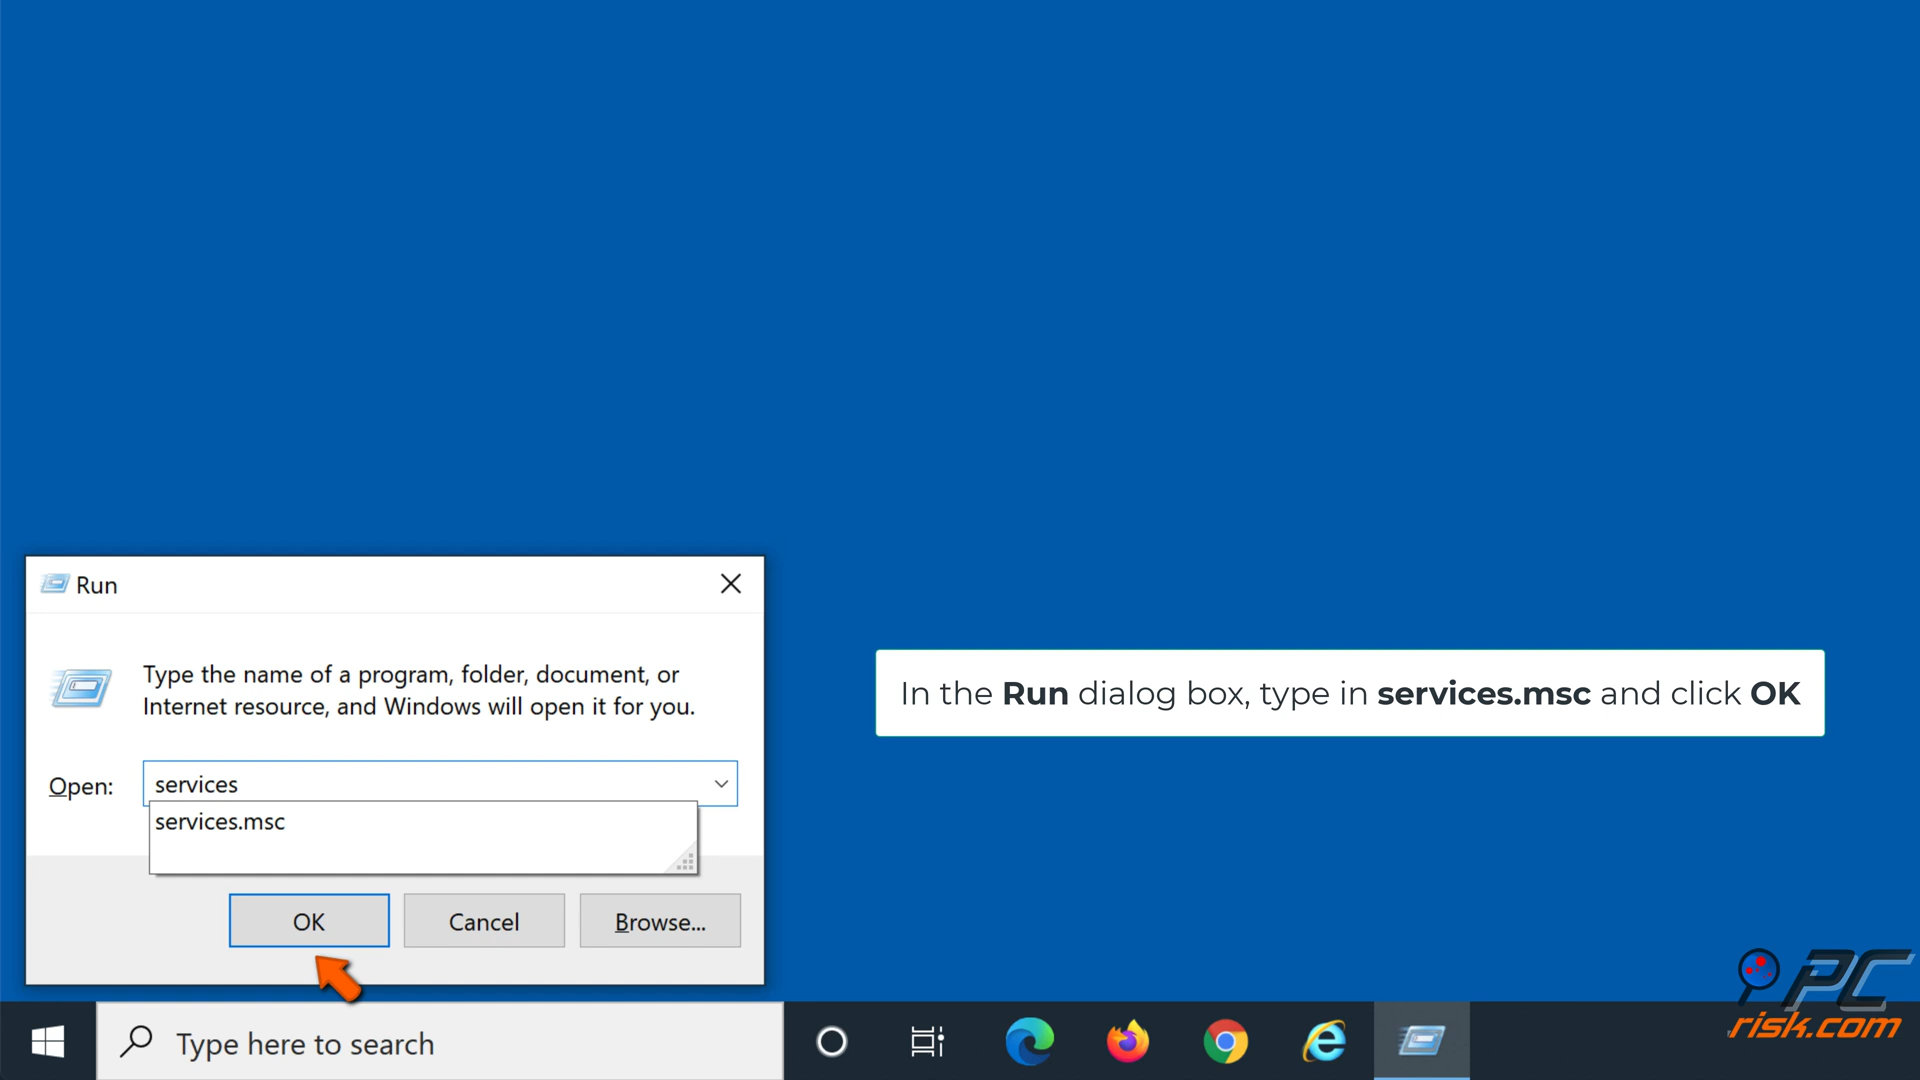 Run
Type the name of a program, folder, document, or
Internet resource, and Windows will open it for you.
Open:
services
services.msc
OK
Cancel
Browse...
In the Run dialog box, type in services.msc and click OK
Type here to search
PC
risk.com